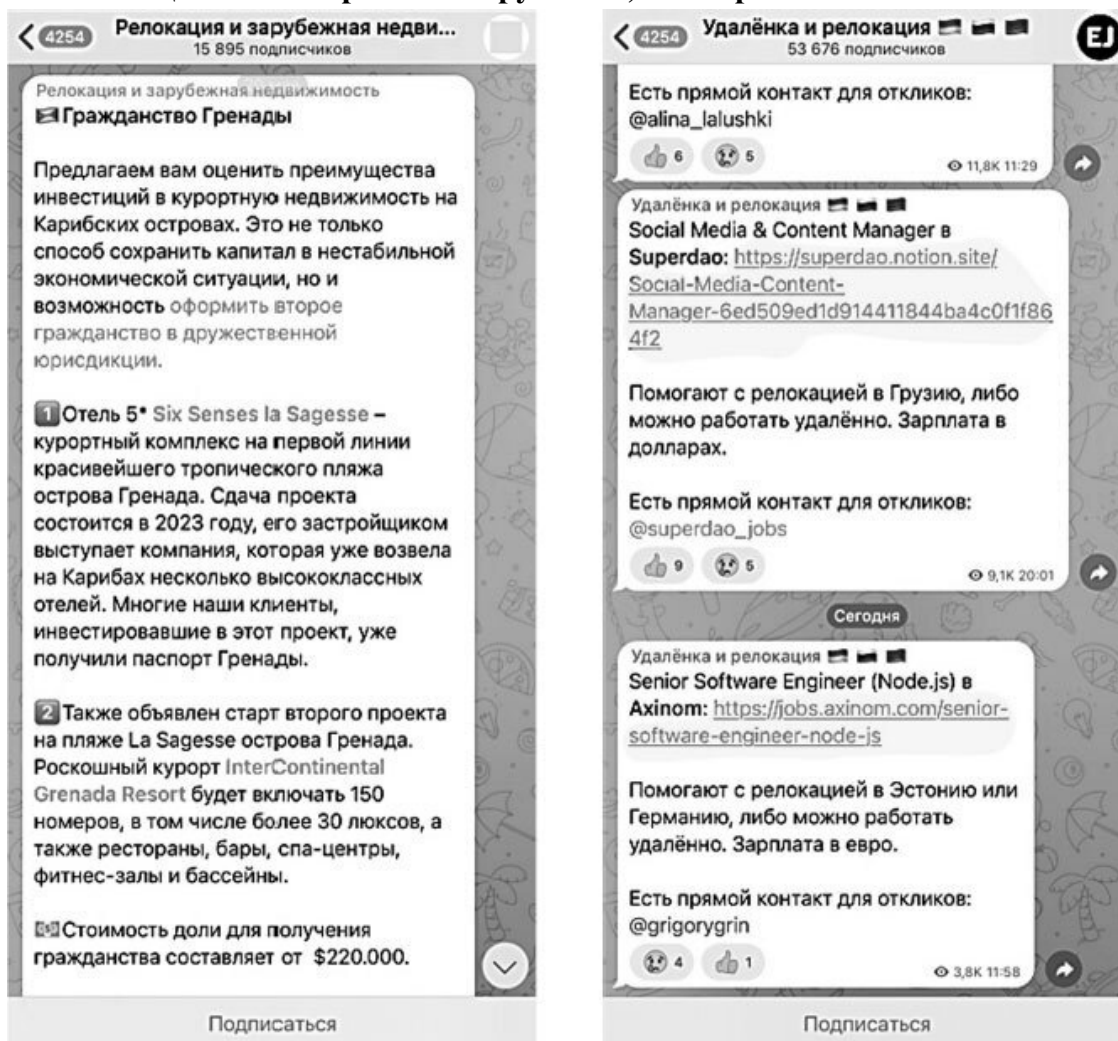 4254
Релокация и зарубежная недви...
15 895 подписчиков
Релокация и зарубежная недвижимость
Гражданство Гренады
Предлагаем вам оценить преимущества
инвестиций в курортную недвижимость на
Карибских островах. Это не только
способ сохранить капитал в нестабильной
экономической ситуации, но и
возможность оформить второе
гражданство в дружественной
юрисдикции.
1 Отель 5* Six Senses la Sagesse –
курортный комплекс на первой линии
красивейшего тропического пляжа
острова Гренада. Сдача проекта
состоится в 2023 году, его застройщиком
выступает компания, которая уже возвела
на Карибах несколько высококлассных
отелей. Многие наши клиенты,
инвестировавшие в этот проект, уже
получили паспорт Гренады.
2 Также объявлен старт второго проекта
на пляже La Sagesse острова Гренада.
Роскошный курорт InterContinental
Grenada Resort будет включать 150
номеров, в том числе более 30 люксов, а
также рестораны, бары, спа-центры,
фитнес-залы и бассейны.
Стоимость доли для получения
гражданства составляет от $220.000.
Подписаться
4254
Удалёнка и релокация
53 676 подписчиков
EJ
Есть прямой контакт для откликов:
@alina_lalushki
6 5
11,8K 11:29
Удалёнка и релокация
Social Media & Content Manager в
Superdao: https://superdao.notion.site/
Social-Media-Content-
Manager-6ed509ed1d914411844ba4c0f1f86
4f2
Помогают с релокацией в Грузию, либо
можно работать удалённо. Зарплата в
долларах.
Есть прямой контакт для откликов:
@superdao_jobs
9 5
9,1K 20:01
Сегодня
Удалёнка и релокация
Senior Software Engineer (Node.js) в
Axinom: https://jobs.axinom.com/senior-
software-engineer-node-js
Помогают с релокацией в Эстонию или
Германию, либо можно работать
удалённо. Зарплата в евро.
Есть прямой контакт для откликов:
@grigorygrin
4 1
3,8K 11:58
Подписаться